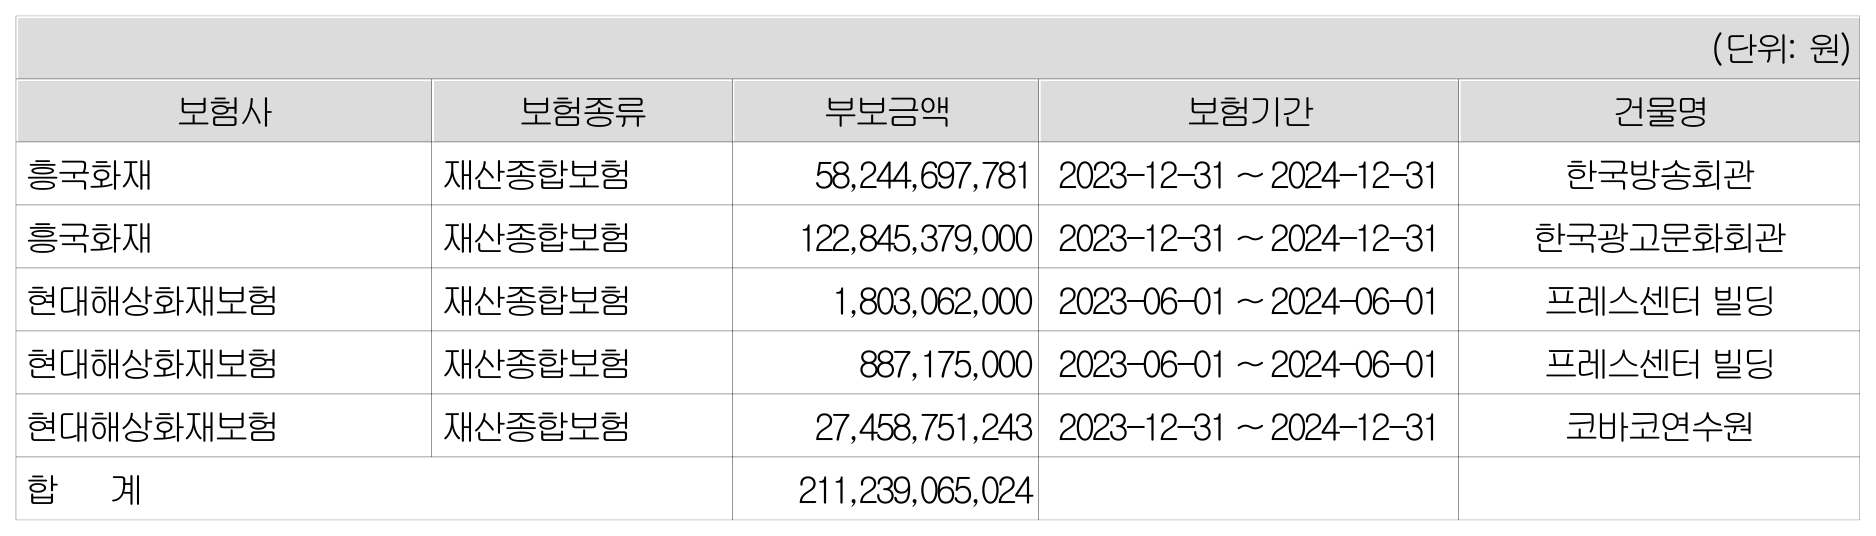 (단위: 원)
보험사 보험종류 부보금액 보험기간 건물명
흥국화재 재산종합보험 58,244,697,781 2023-12-31 ~ 2024-12-31 한국방송회관
흥국화재 재산종합보험 122,845,379,000 2023-12-31 ~ 2024-12-31 한국광고문화회관
현대해상화재보험 재산종합보험 1,803,062,000 2023-06-01 ~ 2024-06-01 프레스센터 빌딩
현대해상화재보험 재산종합보험 887,175,000 2023-06-01 ~ 2024-06-01 프레스센터 빌딩
현대해상화재보험 재산종합보험 27,458,751,243 2023-12-31 ~ 2024-12-31 코바코연수원
합 계 211,239,065,024